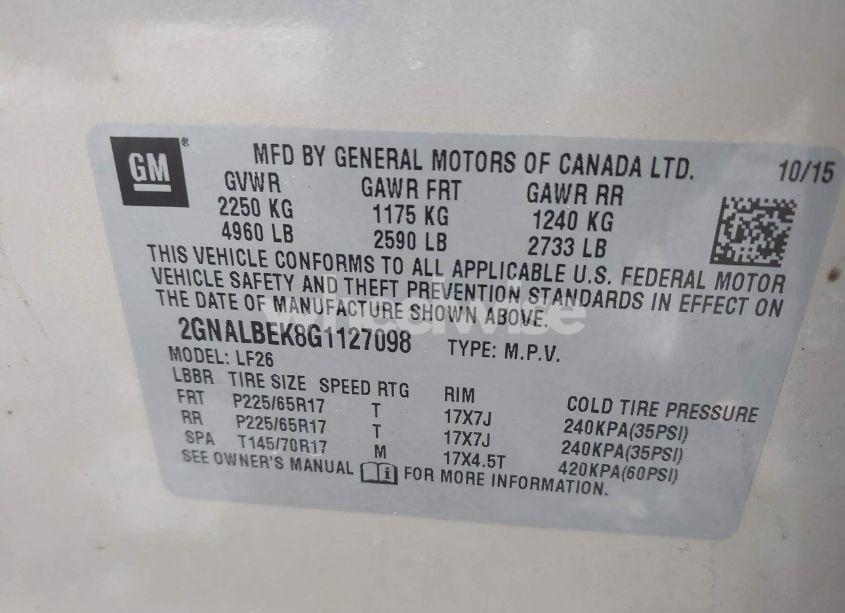 GM
MFD BY GENERAL MOTORS OF CANADA LTD. 10/15
GVWR GAWR FRT GAWR RR
2250 KG 1175 KG 1240 KG
4960 LB 2590 LB 2733 LB
THIS VEHICLE CONFORMS TO ALL APPLICABLE U.S. FEDERAL MOTOR
VEHICLE SAFETY AND THEFT PREVENTION STANDARDS IN EFFECT ON
THE DATE OF MANUFACTURE SHOWN ABOVE.
2GNALBEK8G1127098 TYPE: M.P.V.
MODEL: LF26
LBBR TIRE SIZE SPEED RTG RIM COLD TIRE PRESSURE
FRT P225/65R17 T 17X7J 240KPA(35PSI)
RR P225/65R17 T 17X7J 240KPA(35PSI)
SPA T145/70R17 M 17X4.5T 420KPA(60PSI)
SEE OWNER'S MANUAL FOR MORE INFORMATION.